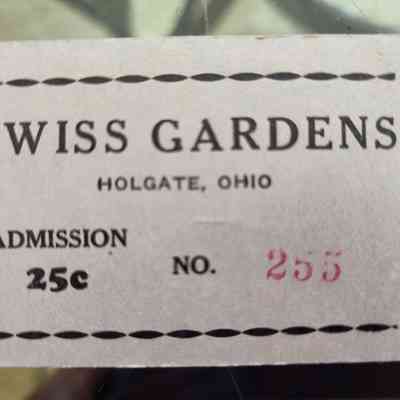 WISS GARDENS
HOLGATE, OHIO
ADMISSION
25c NO. 255